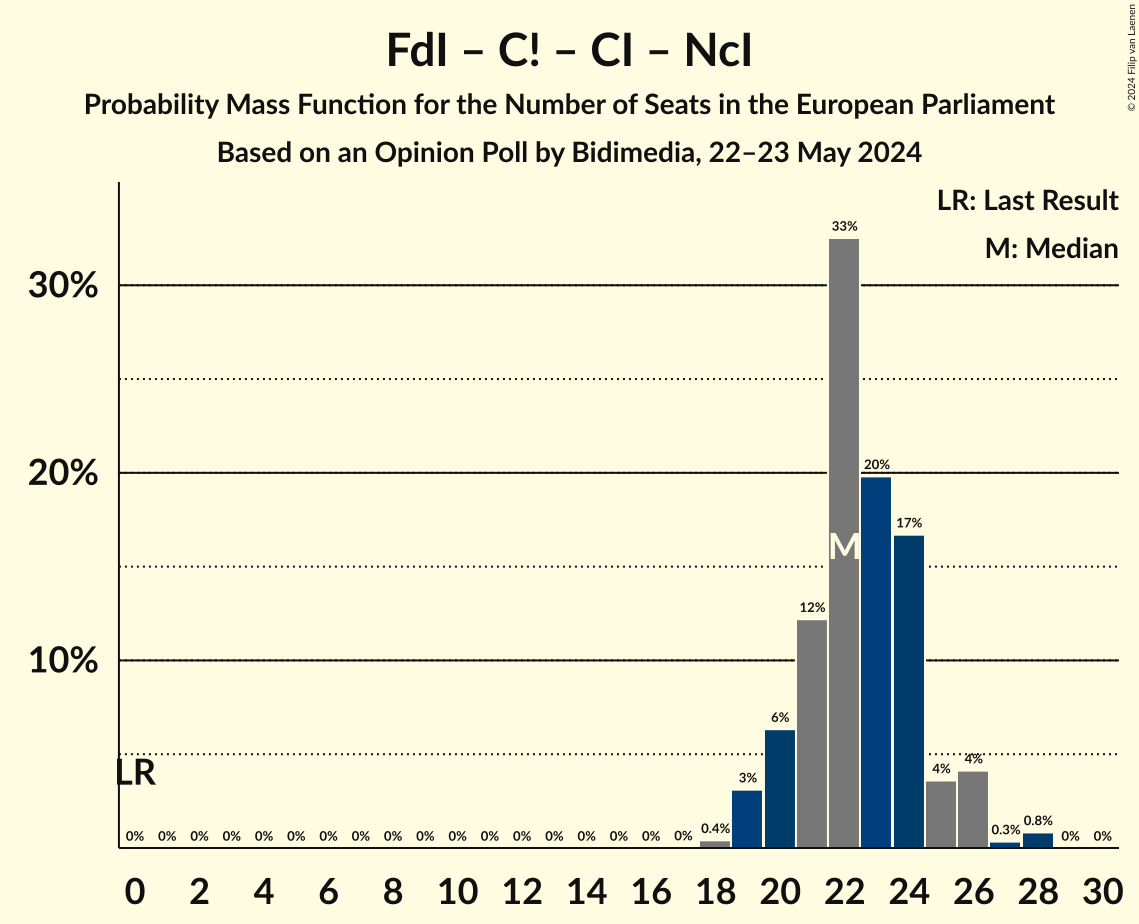 FdI – C! – CI – NcI
Probability Mass Function for the Number of Seats in the European Parliament
Based on an Opinion Poll by Bidimedia, 22–23 May 2024
© 2024 Filip van Laenen
LR: Last Result
M: Median
33%
30%
20%
20%
17%
M
12%
10%
6%
LR
3%
4%
4%
0% 0% 0% 0% 0% 0% 0% 0% 0% 0% 0% 0% 0% 0% 0% 0% 0% 0% 0.4% 0.3% 0.8% 0% 0%
0 2 4 6 8 10 12 14 16 18 20 22 24 26 28 30